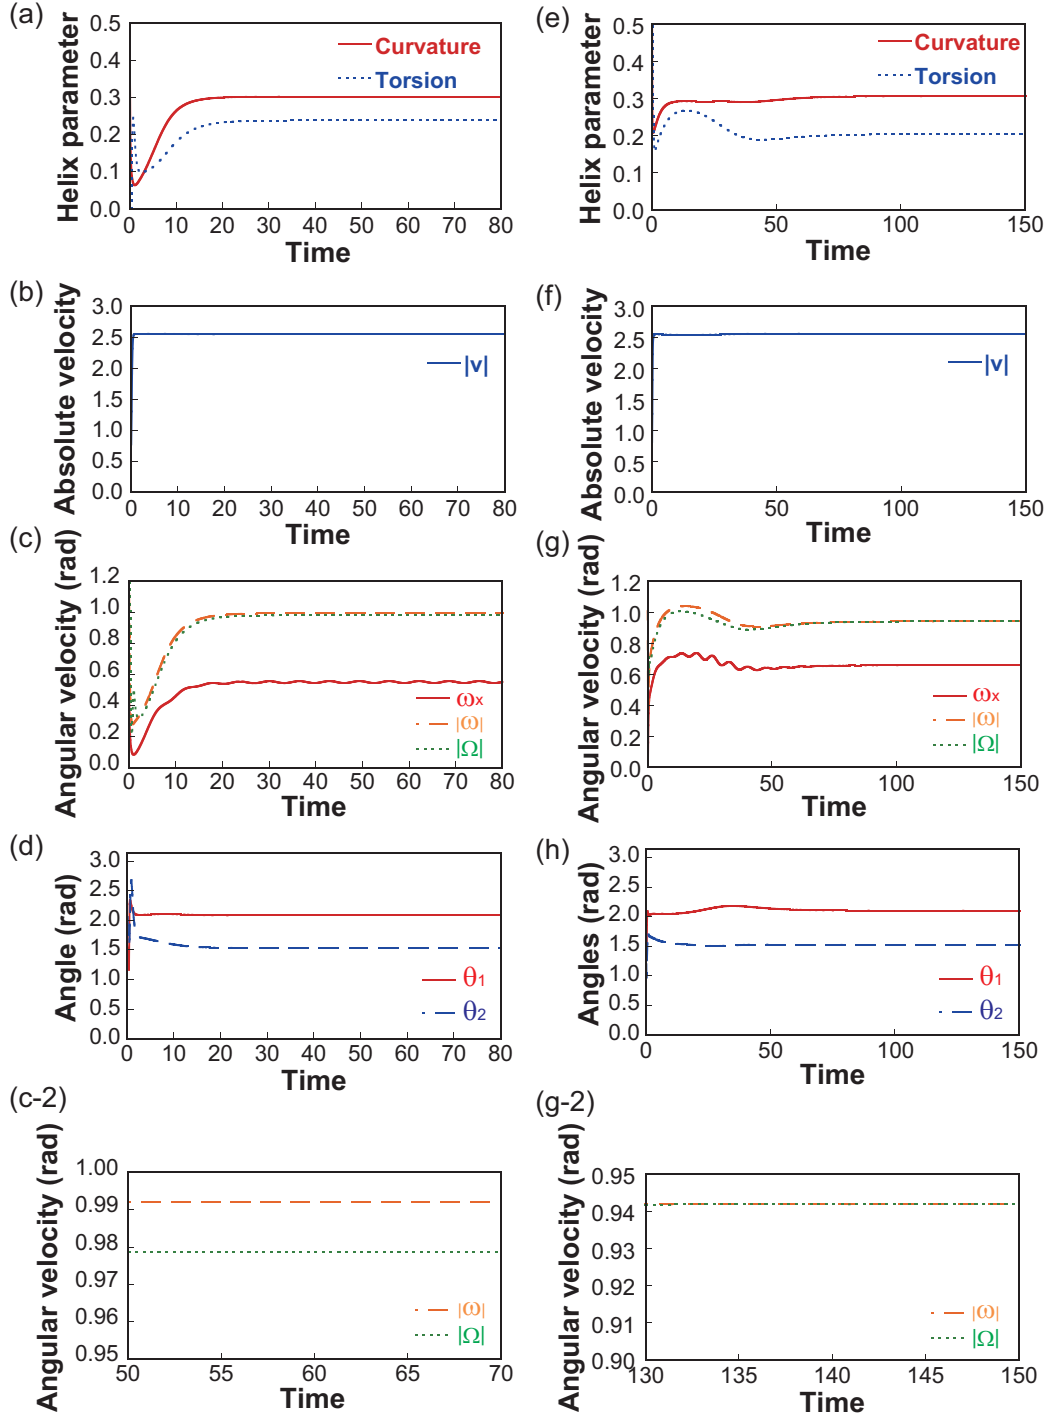 (a)
Helix parameter
0.5
0.4
0.3
0.2
0.1
0.0
Curvature
Torsion
0 10 20 30 40 50 60 70 80
Time
(e)
Helix parameter
0.5
0.4
0.3
0.2
0.1
0.0
Curvature
Torsion
0 50 100 150
Time
(b)
Absolute velocity
3.0
2.5
2.0
1.5
1.0
0.5
0.0
|v|
0 10 20 30 40 50 60 70 80
Time
(f)
Absolute velocity
3.0
2.5
2.0
1.5
1.0
0.5
0.0
|v|
0 50 100 150
Time
(c)
Angular velocity (rad)
1.2
1.0
0.8
0.6
0.4
0.2
0.0
ωx
|ω|
|Ω|
0 10 20 30 40 50 60 70 80
Time
(g)
Angular velocity (rad)
1.2
1.0
0.8
0.6
0.4
0.2
0.0
ωx
|ω|
|Ω|
0 50 100 150
Time
(d)
Angle (rad)
3.0
2.5
2.0
1.5
1.0
0.5
0.0
θ1
θ2
0 10 20 30 40 50 60 70 80
Time
(h)
Angles (rad)
3.0
2.5
2.0
1.5
1.0
0.5
0.0
θ1
θ2
0 50 100 150
Time
(c-2)
Angular velocity (rad)
1.00
0.99
0.98
0.97
0.96
0.95
|ω|
|Ω|
50 55 60 65 70
Time
(g-2)
Angular velocity (rad)
0.95
0.94
0.93
0.92
0.91
0.90
|ω|
|Ω|
130 135 140 145 150
Time